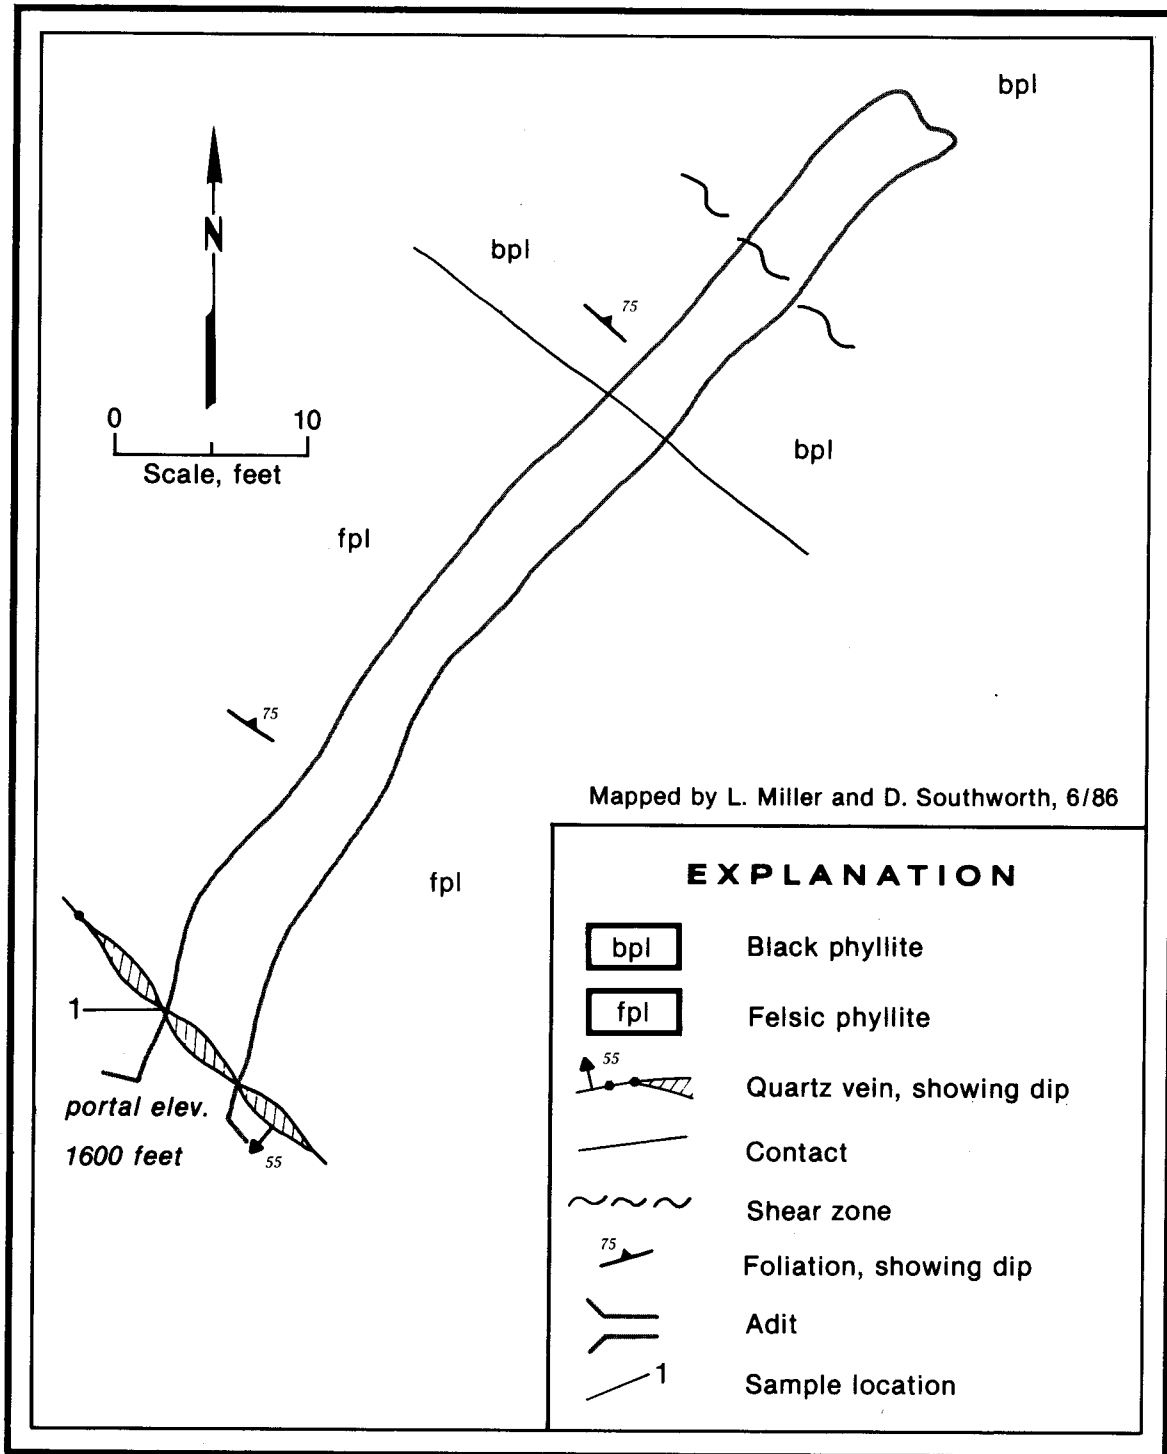 bpl
N
bpl
75
0 10
Scale, feet
bpl
fpl
75
Mapped by L. Miller and D. Southworth, 6/86
fpl
1
portal elev.
1600 feet
55
EXPLANATION
bpl Black phyllite
fpl Felsic phyllite
55 Quartz vein, showing dip
Contact
Shear zone
75 Foliation, showing dip
Adit
1 Sample location